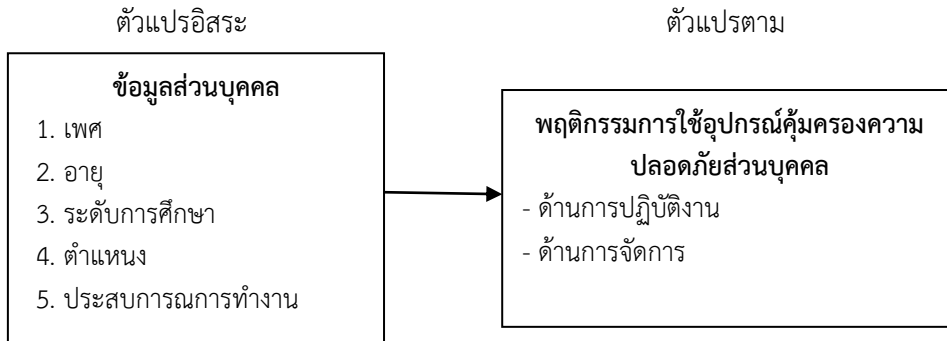 ตัวแปรอิสระ
ตัวแปรตาม
ข้อมูลส่วนบุคคล
1. เพศ
2. อายุ
3. ระดับการศึกษา
4. ตำแหนง
5. ประสบการณการทำงาน
พฤติกรรมการใช้อุปกรณ์คุ้มครองความ
ปลอดภัยส่วนบุคคล
- ด้านการปฏิบัติงาน
- ด้านการจัดการ